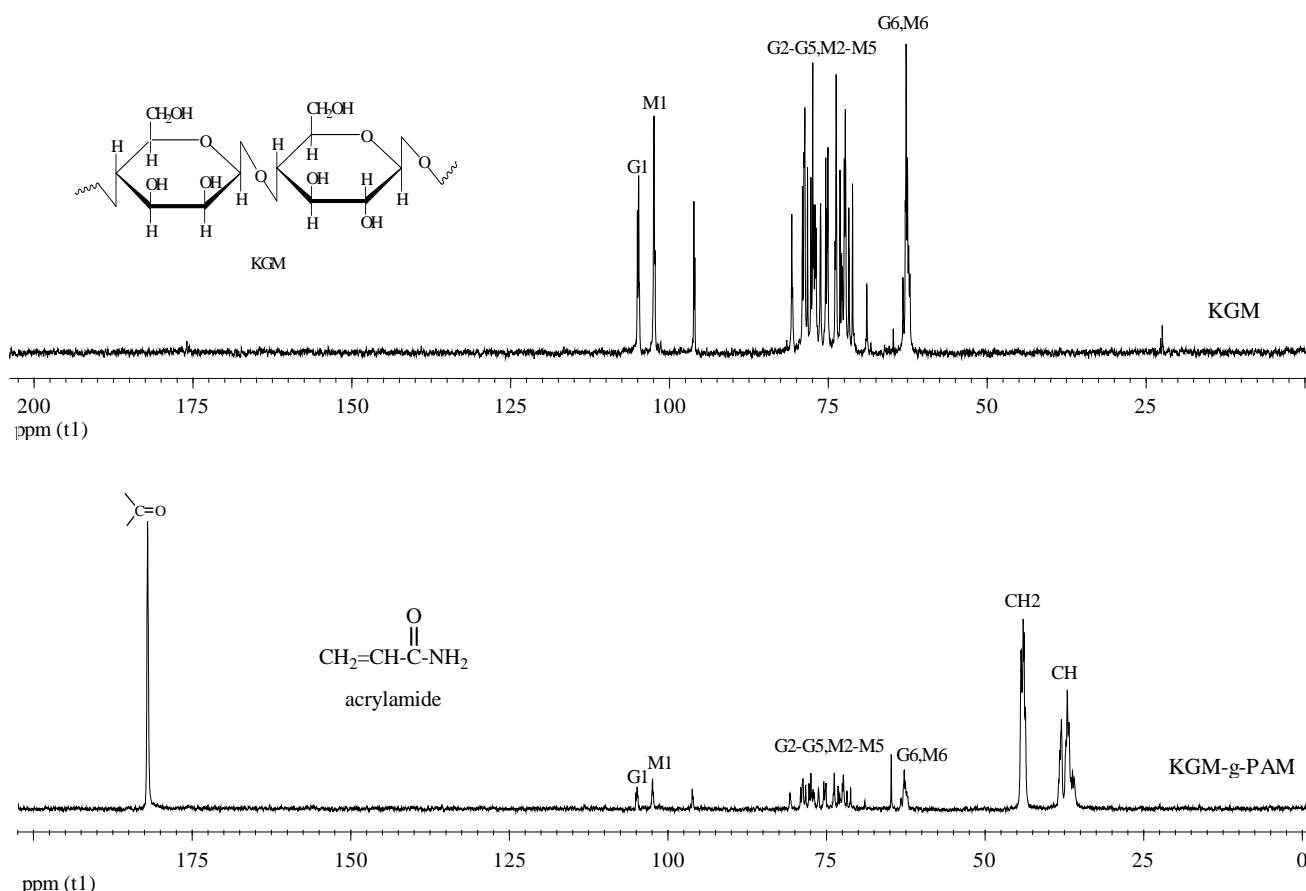 G6,M6
G2-G5,M2-M5
M1
G1
CH2OH
CH2OH
H
O
H
O
H
H
O
OH
OH
O
OH
H
H
H
H
H
H
OH
KGM
KGM
200 175 150 125 100 75 50 25
ppm (t1)
C=O
CH2
O
CH2=CH-C-NH2
acrylamide
CH
G2-G5,M2-M5
G6,M6
M1
G1
KGM-g-PAM
175 150 125 100 75 50 25 0
ppm (t1)